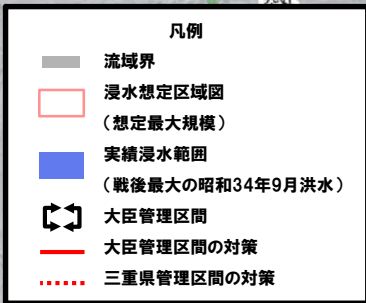 凡例
流域界
浸水想定区域図
（想定最大規模）
実績浸水範囲
（戦後最大の昭和34年9月洪水）
大臣管理区間
大臣管理区間の対策
三重県管理区間の対策